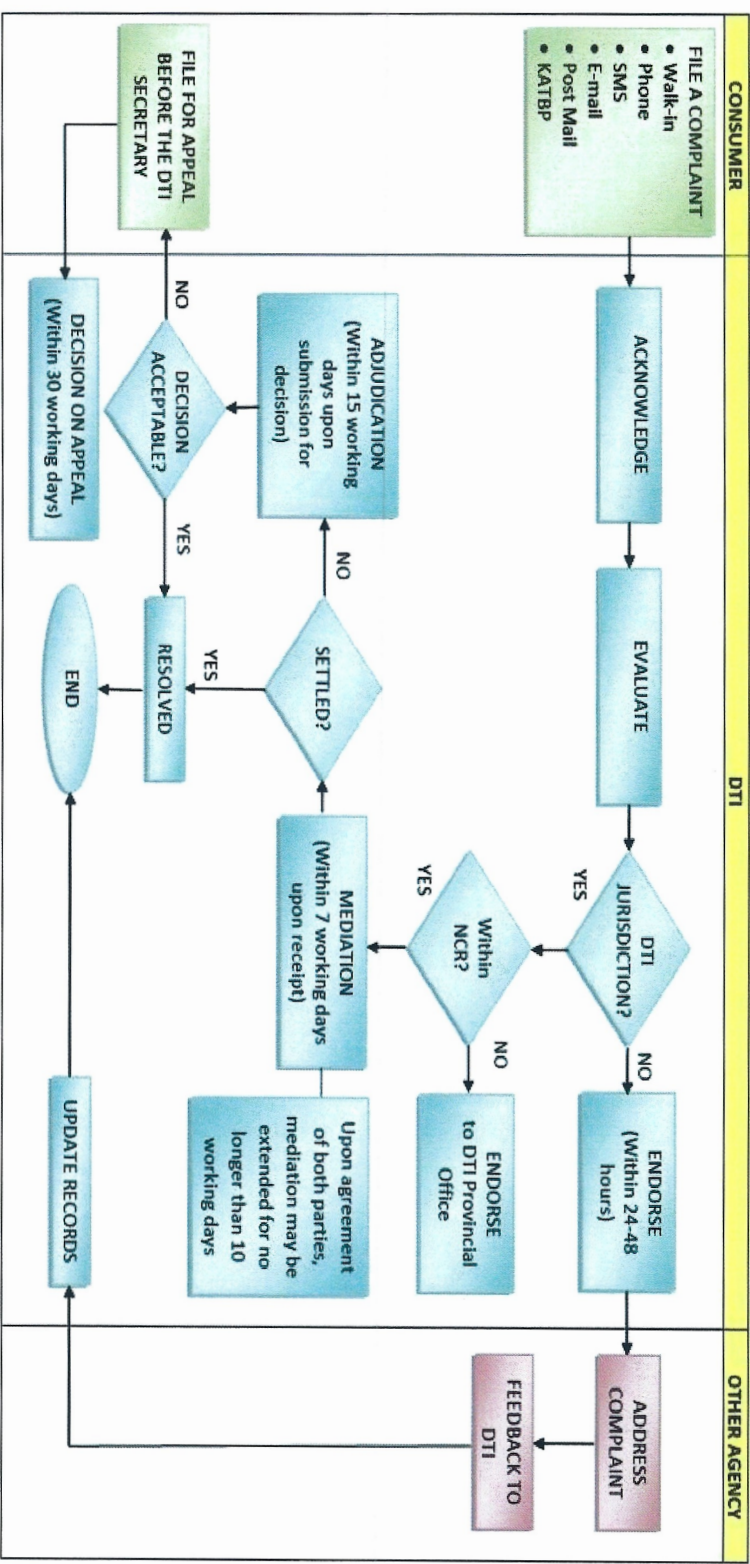 CONSUMER
DTI
OTHER AGENCY
FILE A COMPLAINT
• Walk-in
• Phone
• SMS
• E-mail
• Post Mail
• KATBP
ACKNOWLEDGE
EVALUATE
DTI
JURISDICTION?
NO
ENDORSE
(Within 24-48
hours)
ADDRESS
COMPLAINT
YES
Within
NCR?
NO
ENDORSE
to DTI Provincial
Office
FEEDBACK TO
DTI
YES
ADJUDICATION
(Within 15 working
days upon
submission for
decision)
NO
SETTLED?
MEDIATION
(Within 7 working days
upon receipt)
Upon agreement
of both parties,
mediation may be
extended for no
longer than 10
working days
YES
FILE FOR APPEAL
BEFORE THE DTI
SECRETARY
NO
DECISION
ACCEPTABLE?
YES
RESOLVED
DECISION ON APPEAL
(Within 30 working days)
END
UPDATE RECORDS